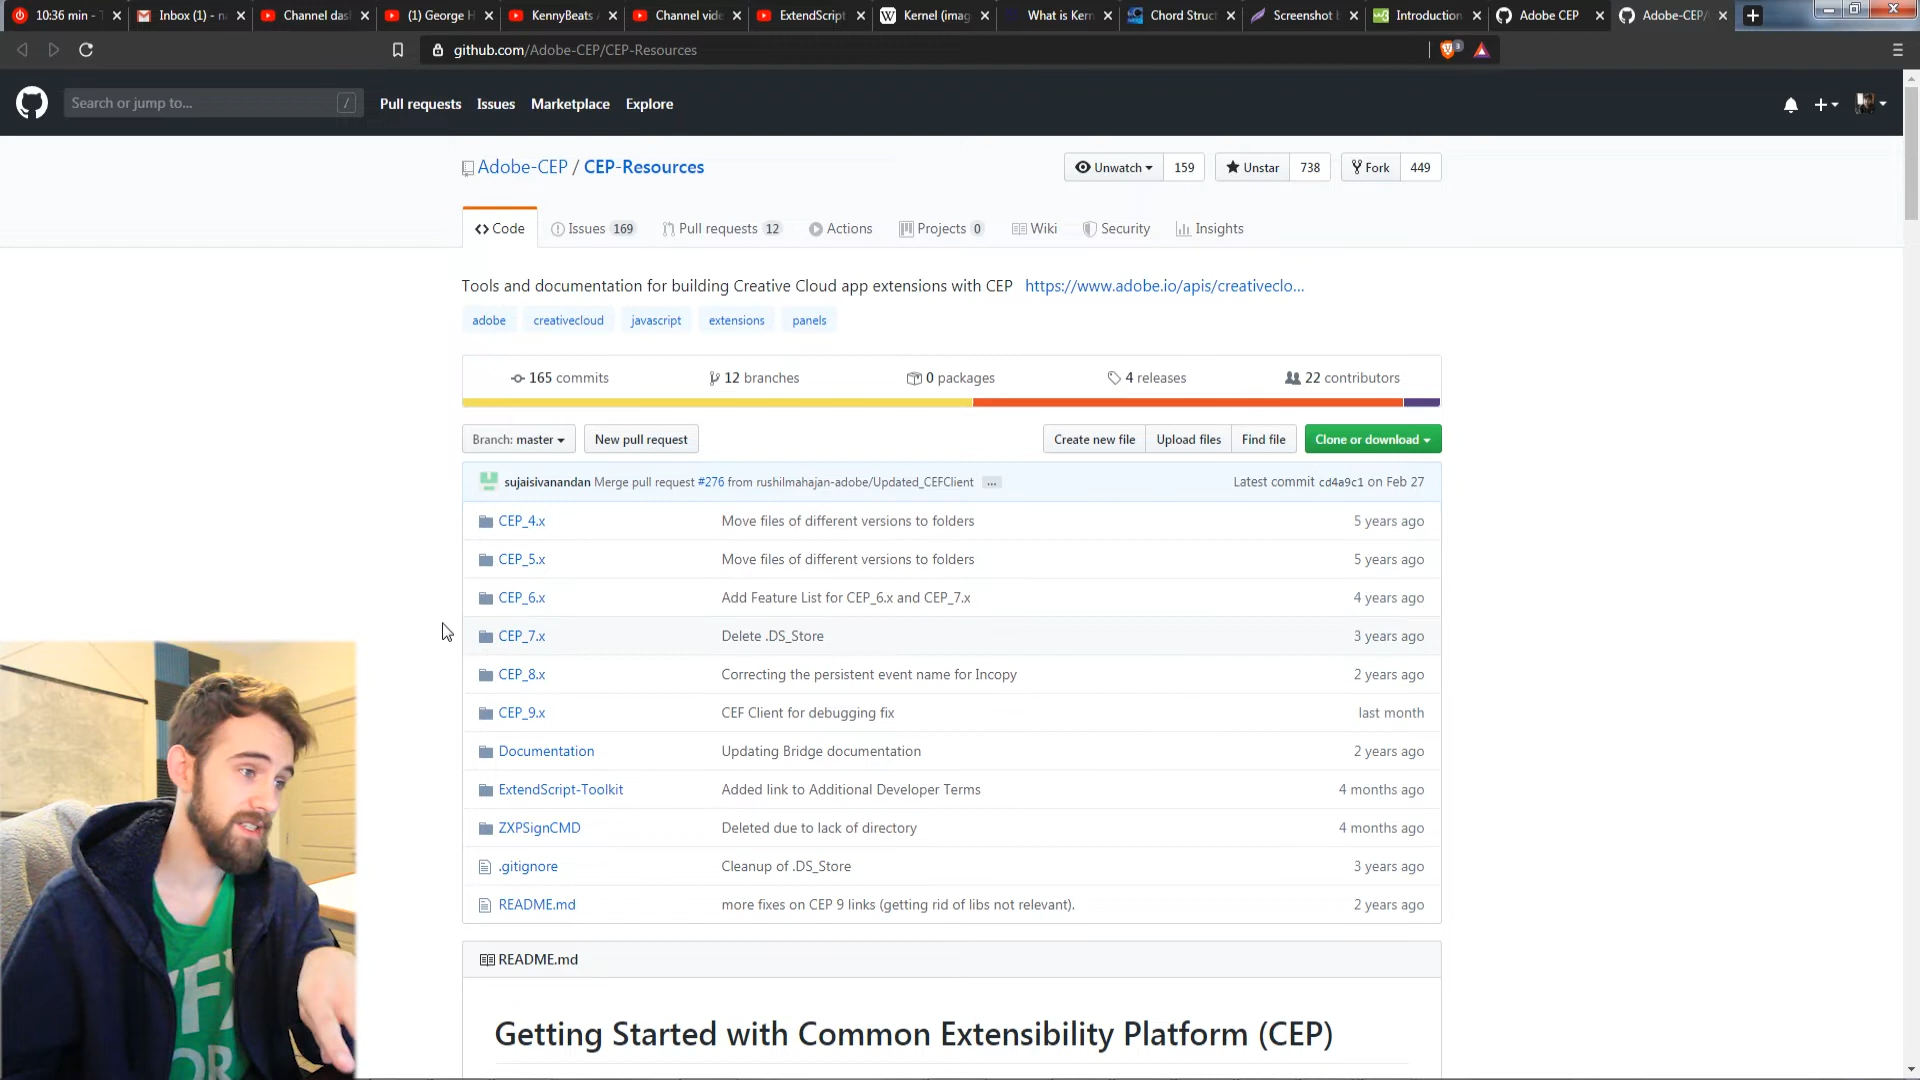 10:36 min - T
Inbox (1) - n
Channel das
(1) George H
KennyBeats
Channel vide
ExtendScript
Kernel (imag
What is Kern
Chord Struct
Screenshot
Introduction
Adobe CEP
Adobe-CEP/
github.com/Adobe-CEP/CEP-Resources
3
Search or jump to... /
Pull requests Issues Marketplace Explore
Adobe-CEP / CEP-Resources
Unwatch 159 Unstar 738 Fork 449
Code Issues 169 Pull requests 12 Actions Projects 0 Wiki Security Insights
Tools and documentation for building Creative Cloud app extensions with CEP https://www.adobe.io/apis/creativeclo...
adobe creativecloud javascript extensions panels
165 commits 12 branches 0 packages 4 releases 22 contributors
Branch: master New pull request Create new file Upload files Find file Clone or download
sujaisivanandan Merge pull request #276 from rushilmahajan-adobe/Updated_CEFClient ... Latest commit cd4a9c1 on Feb 27
CEP_4.x Move files of different versions to folders 5 years ago
CEP_5.x Move files of different versions to folders 5 years ago
CEP_6.x Add Feature List for CEP_6.x and CEP_7.x 4 years ago
CEP_7.x Delete .DS_Store 3 years ago
CEP_8.x Correcting the persistent event name for Incopy 2 years ago
CEP_9.x CEF Client for debugging fix last month
Documentation Updating Bridge documentation 2 years ago
ExtendScript-Toolkit Added link to Additional Developer Terms 4 months ago
ZXPSignCMD Deleted due to lack of directory 4 months ago
.gitignore Cleanup of .DS_Store 3 years ago
README.md more fixes on CEP 9 links (getting rid of libs not relevant). 2 years ago
README.md
Getting Started with Common Extensibility Platform (CEP)